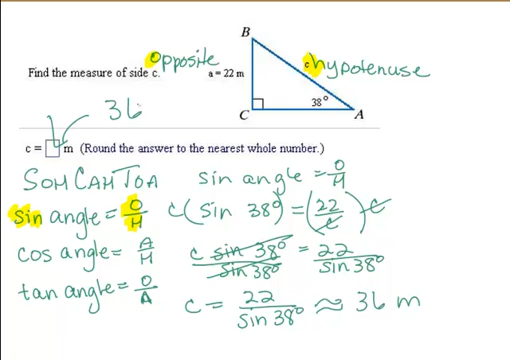 opposite
B
Find the measure of side c.
a = 22 m
c
hypotenuse
38°
C
A
36
c = m (Round the answer to the nearest whole number.)
SOH CAH TOA
sin angle = O/H
sin angle = O/H
c(sin 38°) = (22/c) · c
cos angle = A/H
c sin 38°/sin 38° = 22/sin 38°
tan angle = O/A
c = 22/sin 38° ≈ 36 m